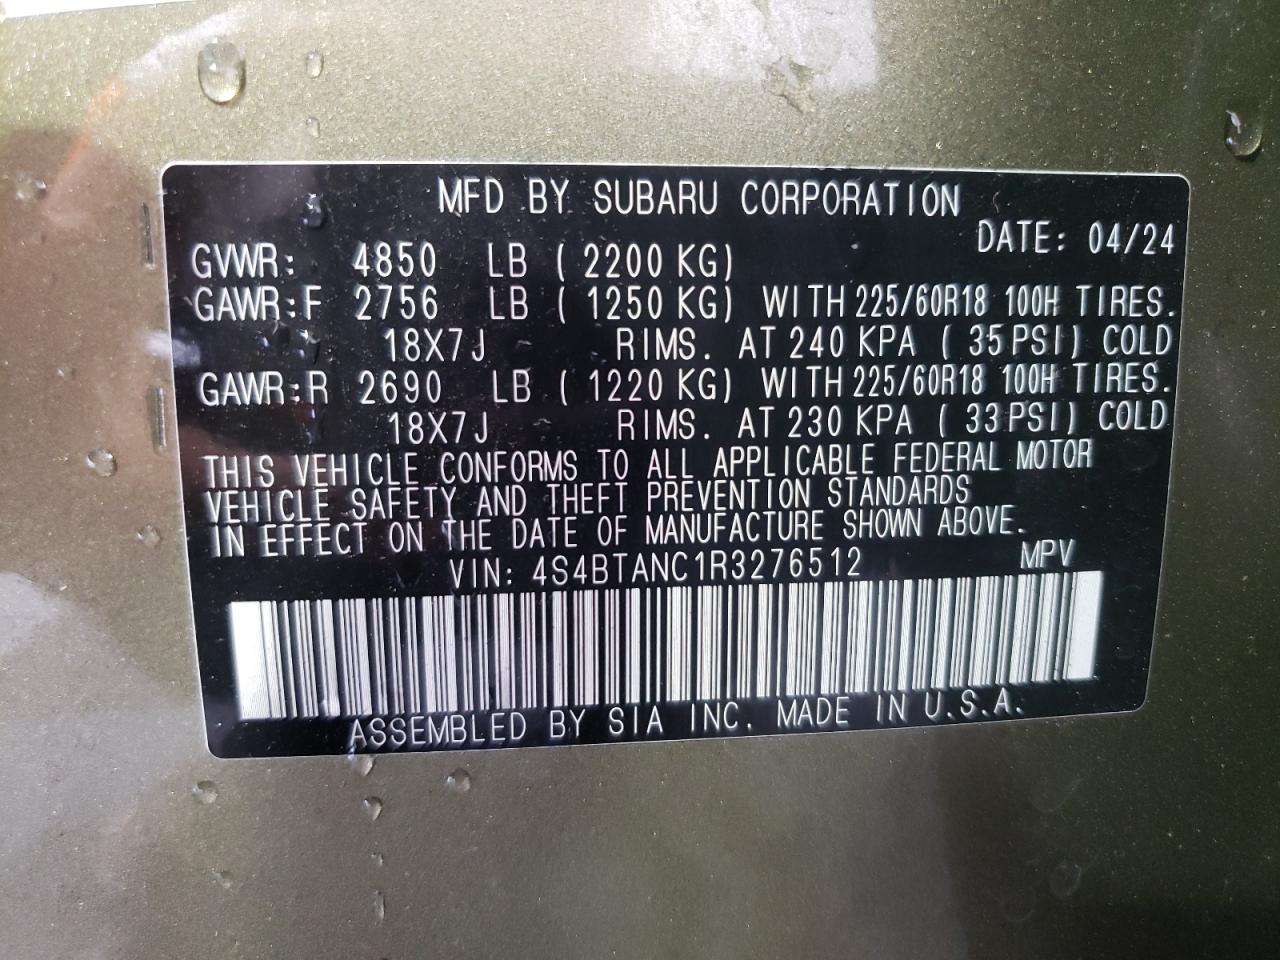 MFD BY SUBARU CORPORATION
DATE: 04/24
GVWR: 4850 LB ( 2200 KG)
GAWR:F 2756 LB ( 1250 KG) WITH 225/60R18 100H TIRES.
18X7J RIMS. AT 240 KPA ( 35 PSI) COLD
GAWR:R 2690 LB ( 1220 KG) WITH 225/60R18 100H TIRES.
18X7J RIMS. AT 230 KPA ( 33 PSI) COLD
THIS VEHICLE CONFORMS TO ALL APPLICABLE FEDERAL MOTOR
VEHICLE SAFETY AND THEFT PREVENTION STANDARDS
IN EFFECT ON THE DATE OF MANUFACTURE SHOWN ABOVE.
VIN: 4S4BTANC1R3276512 MPV
ASSEMBLED BY SIA INC. MADE IN U.S.A.